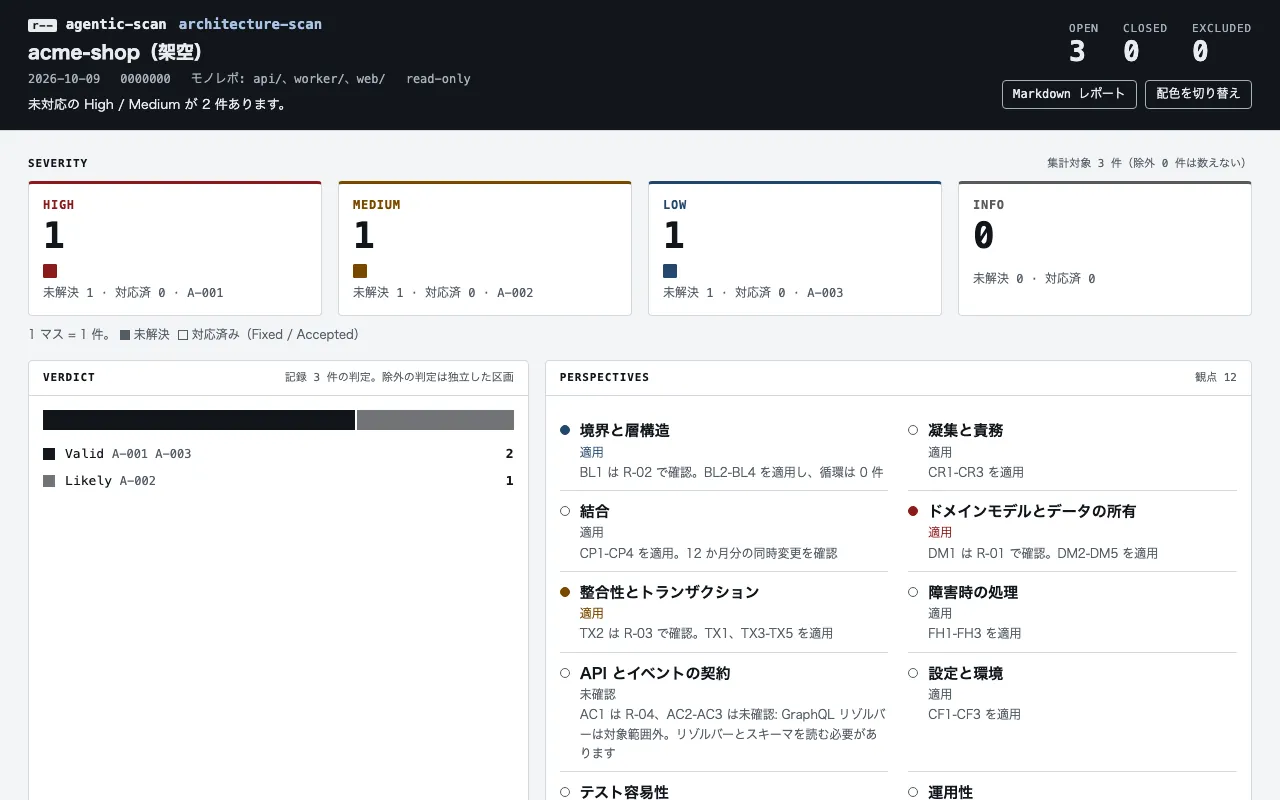 r-- agentic-scan architecture-scan
acme-shop（架空）
2026-10-09 0000000 モノレポ: api/、worker/、web/ read-only
未対応の High / Medium が 2 件あります。
OPEN CLOSED EXCLUDED
3 0 0
Markdown レポート 配色を切り替え
SEVERITY 集計対象 3 件（除外 0 件は数えない）
HIGH
1
未解決 1 · 対応済 0 · A-001
MEDIUM
1
未解決 1 · 対応済 0 · A-002
LOW
1
未解決 1 · 対応済 0 · A-003
INFO
0
未解決 0 · 対応済 0
1 マス = 1 件。 未解決 対応済み（Fixed / Accepted）
VERDICT 記録 3 件の判定。除外の判定は独立した区画
Valid A-001 A-003 2
Likely A-002 1
PERSPECTIVES 観点 12
境界と層構造
適用
BL1 は R-02 で確認。BL2-BL4 を適用し、循環は 0 件
凝集と責務
適用
CR1-CR3 を適用
結合
適用
CP1-CP4 を適用。12 か月分の同時変更を確認
ドメインモデルとデータの所有
適用
DM1 は R-01 で確認。DM2-DM5 を適用
整合性とトランザクション
適用
TX2 は R-03 で確認。TX1、TX3-TX5 を適用
障害時の処理
適用
FH1-FH3 を適用
API とイベントの契約
未確認
AC1 は R-04、AC2-AC3 は未確認: GraphQL リゾルバ
ーは対象範囲外。リゾルバーとスキーマを読む必要があ
ります
設定と環境
適用
CF1-CF3 を適用
テスト容易性
運用性